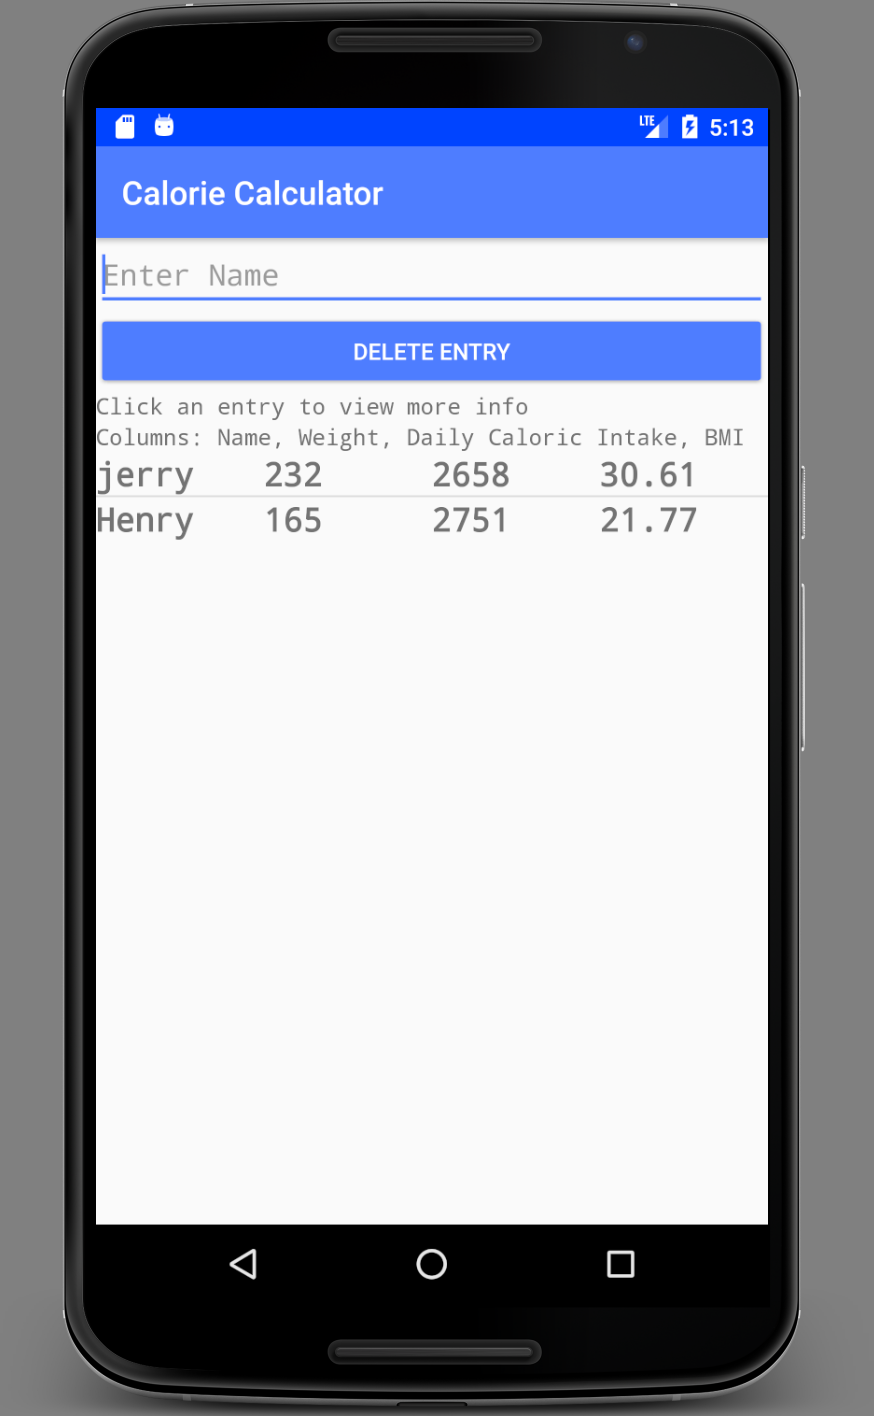 LTE 5:13
Calorie Calculator
Enter Name
DELETE ENTRY
Click an entry to view more info
Columns: Name, Weight, Daily Caloric Intake, BMI
jerry 232 2658 30.61
Henry 165 2751 21.77